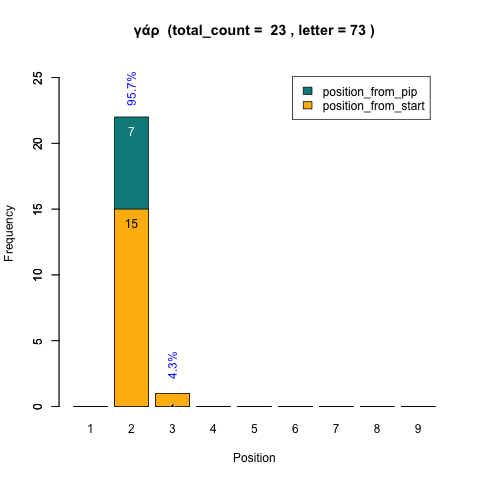 γάρ (total_count = 23 , letter = 73 )
position_from_pip
position_from_start
Frequency
25
20
15
10
5
0
95.7%
7
15
4.3%
1 2 3 4 5 6 7 8 9
Position